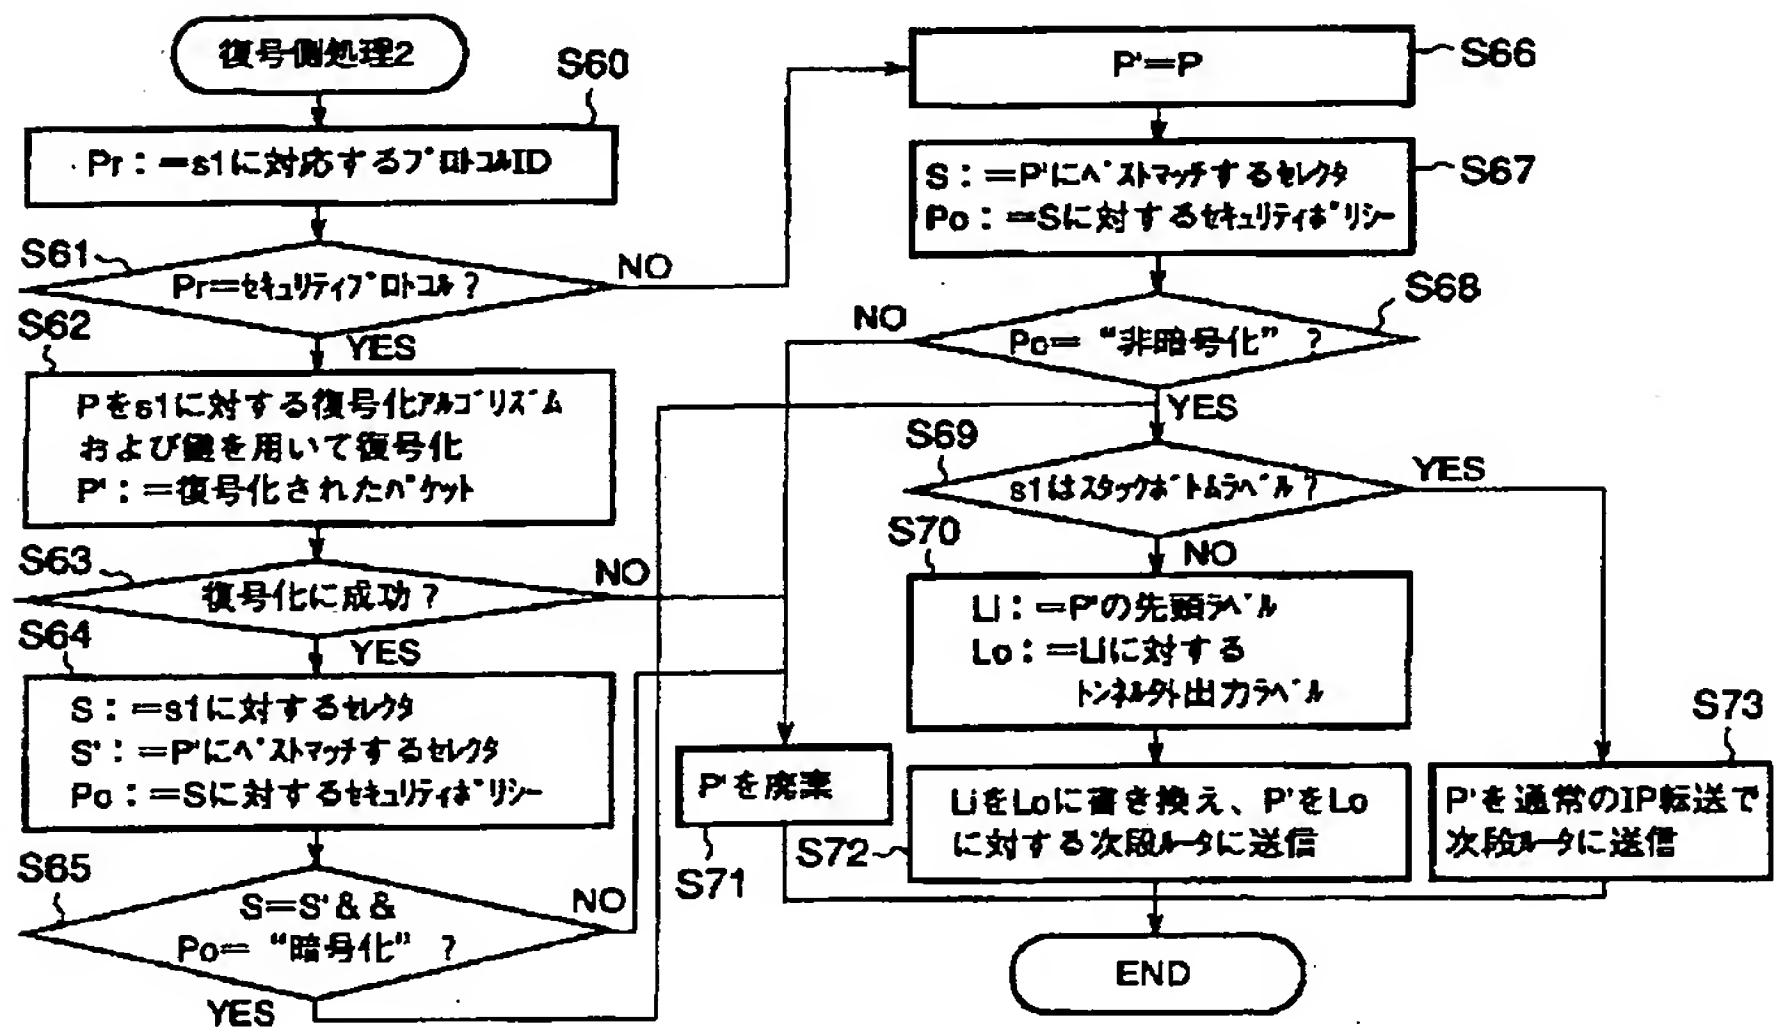 復号側処理2
S60
Pr:=s1に対応するプロトコルID
S61
Pr=セキュリティプロトコル?
NO
YES
S62
Pをs1に対する復号化アルゴリズム
および鍵を用いて復号化
P':=復号化されたパケット
S63
復号化に成功?
NO
YES
S64
S:=s1に対するセレクタ
S':=P'にベストマッチするセレクタ
Po:=Sに対するセキュリティポリシー
S65
S=S'&&
Po="暗号化"?
NO
YES
P'=P
S66
S:=P'にベストマッチするセレクタ
Po:=Sに対するセキュリティポリシー
S67
S68
NO
Po="非暗号化"?
YES
S69
s1はスタックボトムラベル?
YES
NO
S70
Li:=P'の先頭ラベル
Lo:=Liに対する
トンネル外出力ラベル
S71
P'を廃棄
S72
LiをLoに書き換え、P'をLo
に対する次段ルータに送信
S73
P'を通常のIP転送で
次段ルータに送信
END